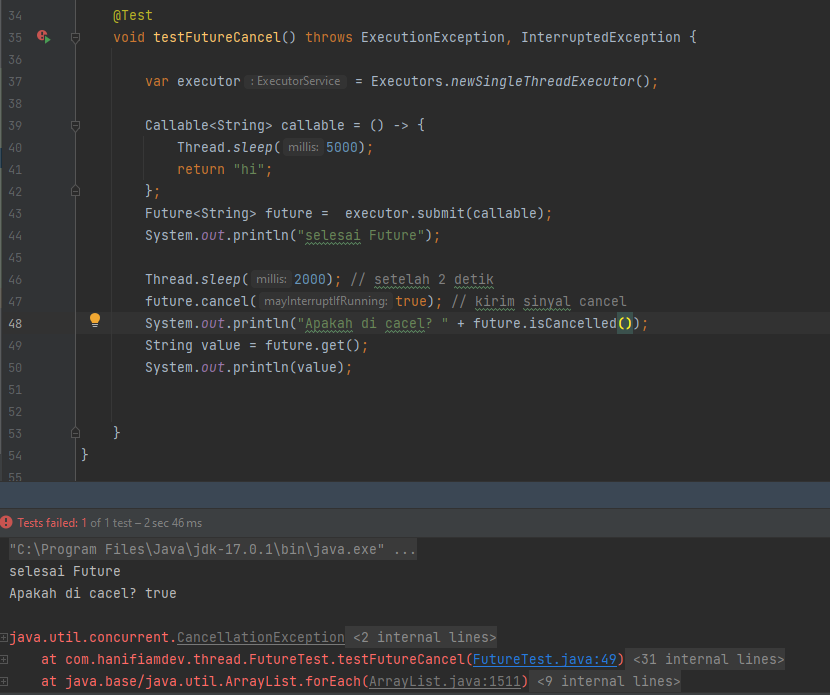 34 @Test
35 void testFutureCancel() throws ExecutionException, InterruptedException {
36
37 var executor : ExecutorService = Executors.newSingleThreadExecutor();
38
39 Callable<String> callable = () -> {
40 Thread.sleep( millis: 5000);
41 return "hi";
42 };
43 Future<String> future =  executor.submit(callable);
44 System.out.println("selesai Future");
45
46 Thread.sleep( millis: 2000); // setelah 2 detik
47 future.cancel( mayInterruptIfRunning: true); // kirim sinyal cancel
48 System.out.println("Apakah di cacel? " + future.isCancelled());
49 String value = future.get();
50 System.out.println(value);
51
52
53 }
54 }
55
Tests failed: 1 of 1 test – 2 sec 46 ms
"C:\Program Files\Java\jdk-17.0.1\bin\java.exe" ...
selesai Future
Apakah di cacel? true
java.util.concurrent.CancellationException <2 internal lines>
at com.hanifiamdev.thread.FutureTest.testFutureCancel(FutureTest.java:49) <31 internal lines>
at java.base/java.util.ArrayList.forEach(ArrayList.java:1511) <9 internal lines>